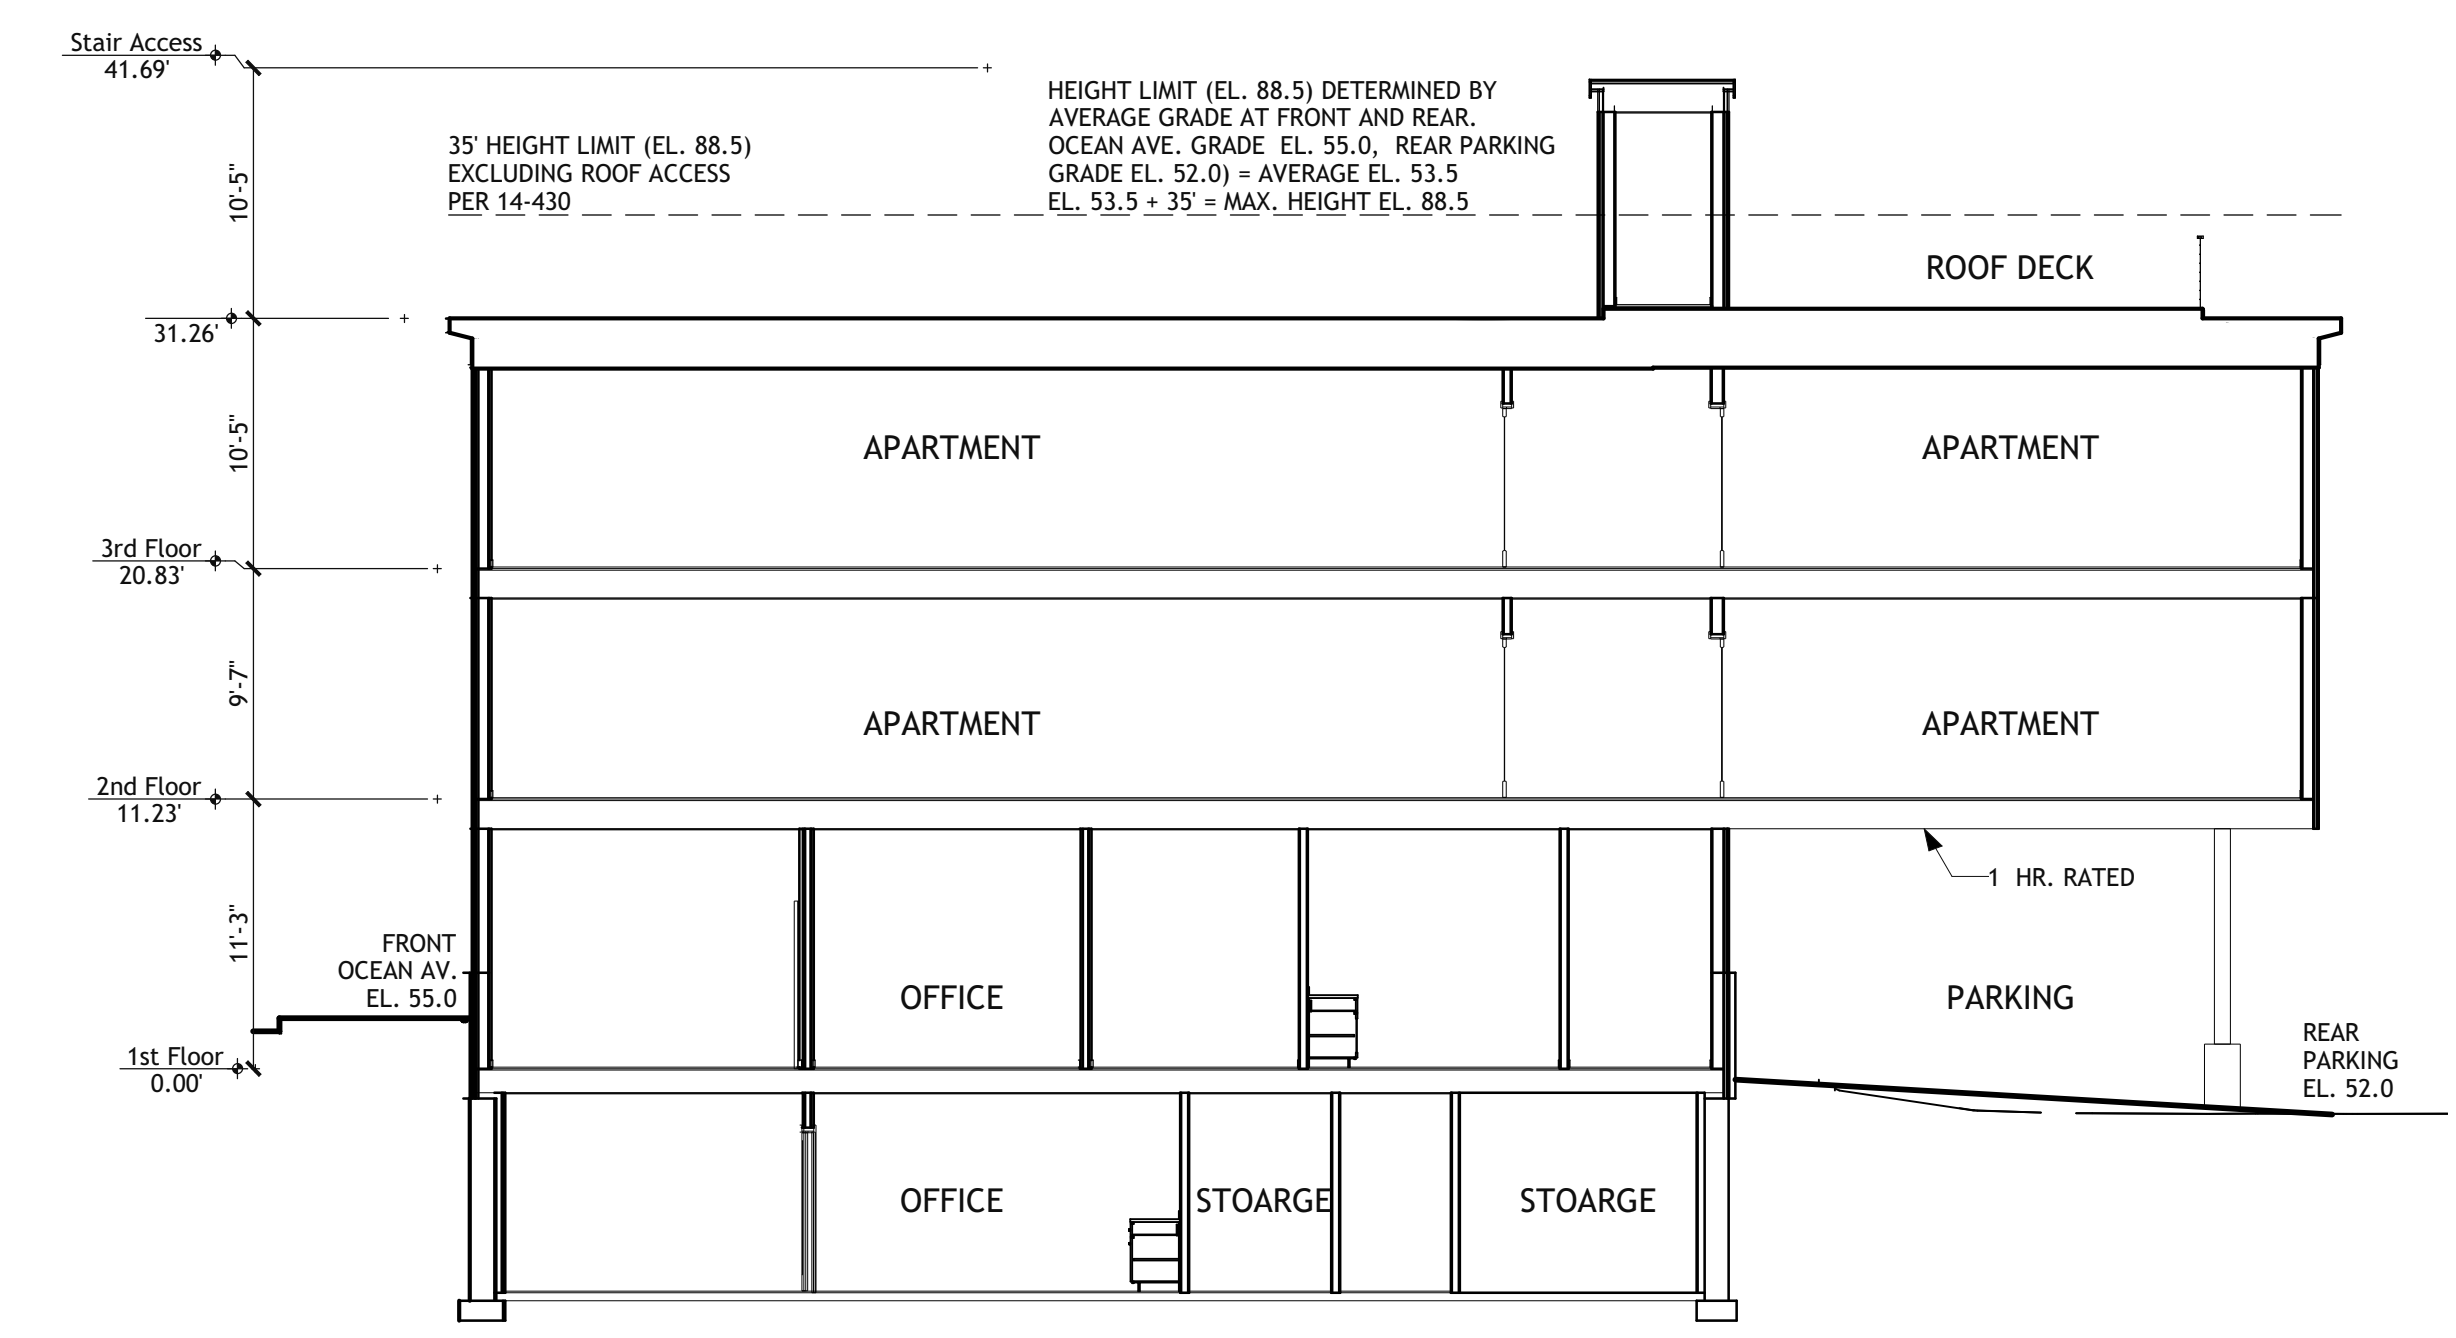 Stair Access
41.69'
HEIGHT LIMIT (EL. 88.5) DETERMINED BY
AVERAGE GRADE AT FRONT AND REAR.
OCEAN AVE. GRADE  EL. 55.0,  REAR PARKING
GRADE EL. 52.0) = AVERAGE EL. 53.5
EL. 53.5 + 35' = MAX. HEIGHT EL. 88.5
35' HEIGHT LIMIT (EL. 88.5)
EXCLUDING ROOF ACCESS
PER 14-430
10'-5"
ROOF DECK
31.26'
10'-5"
APARTMENT
APARTMENT
3rd Floor
20.83'
9'-7"
APARTMENT
APARTMENT
2nd Floor
11.23'
1  HR. RATED
11'-3"
FRONT
OCEAN AV.
EL. 55.0
OFFICE
PARKING
REAR
PARKING
EL. 52.0
1st Floor
0.00'
OFFICE
STOARGE
STOARGE